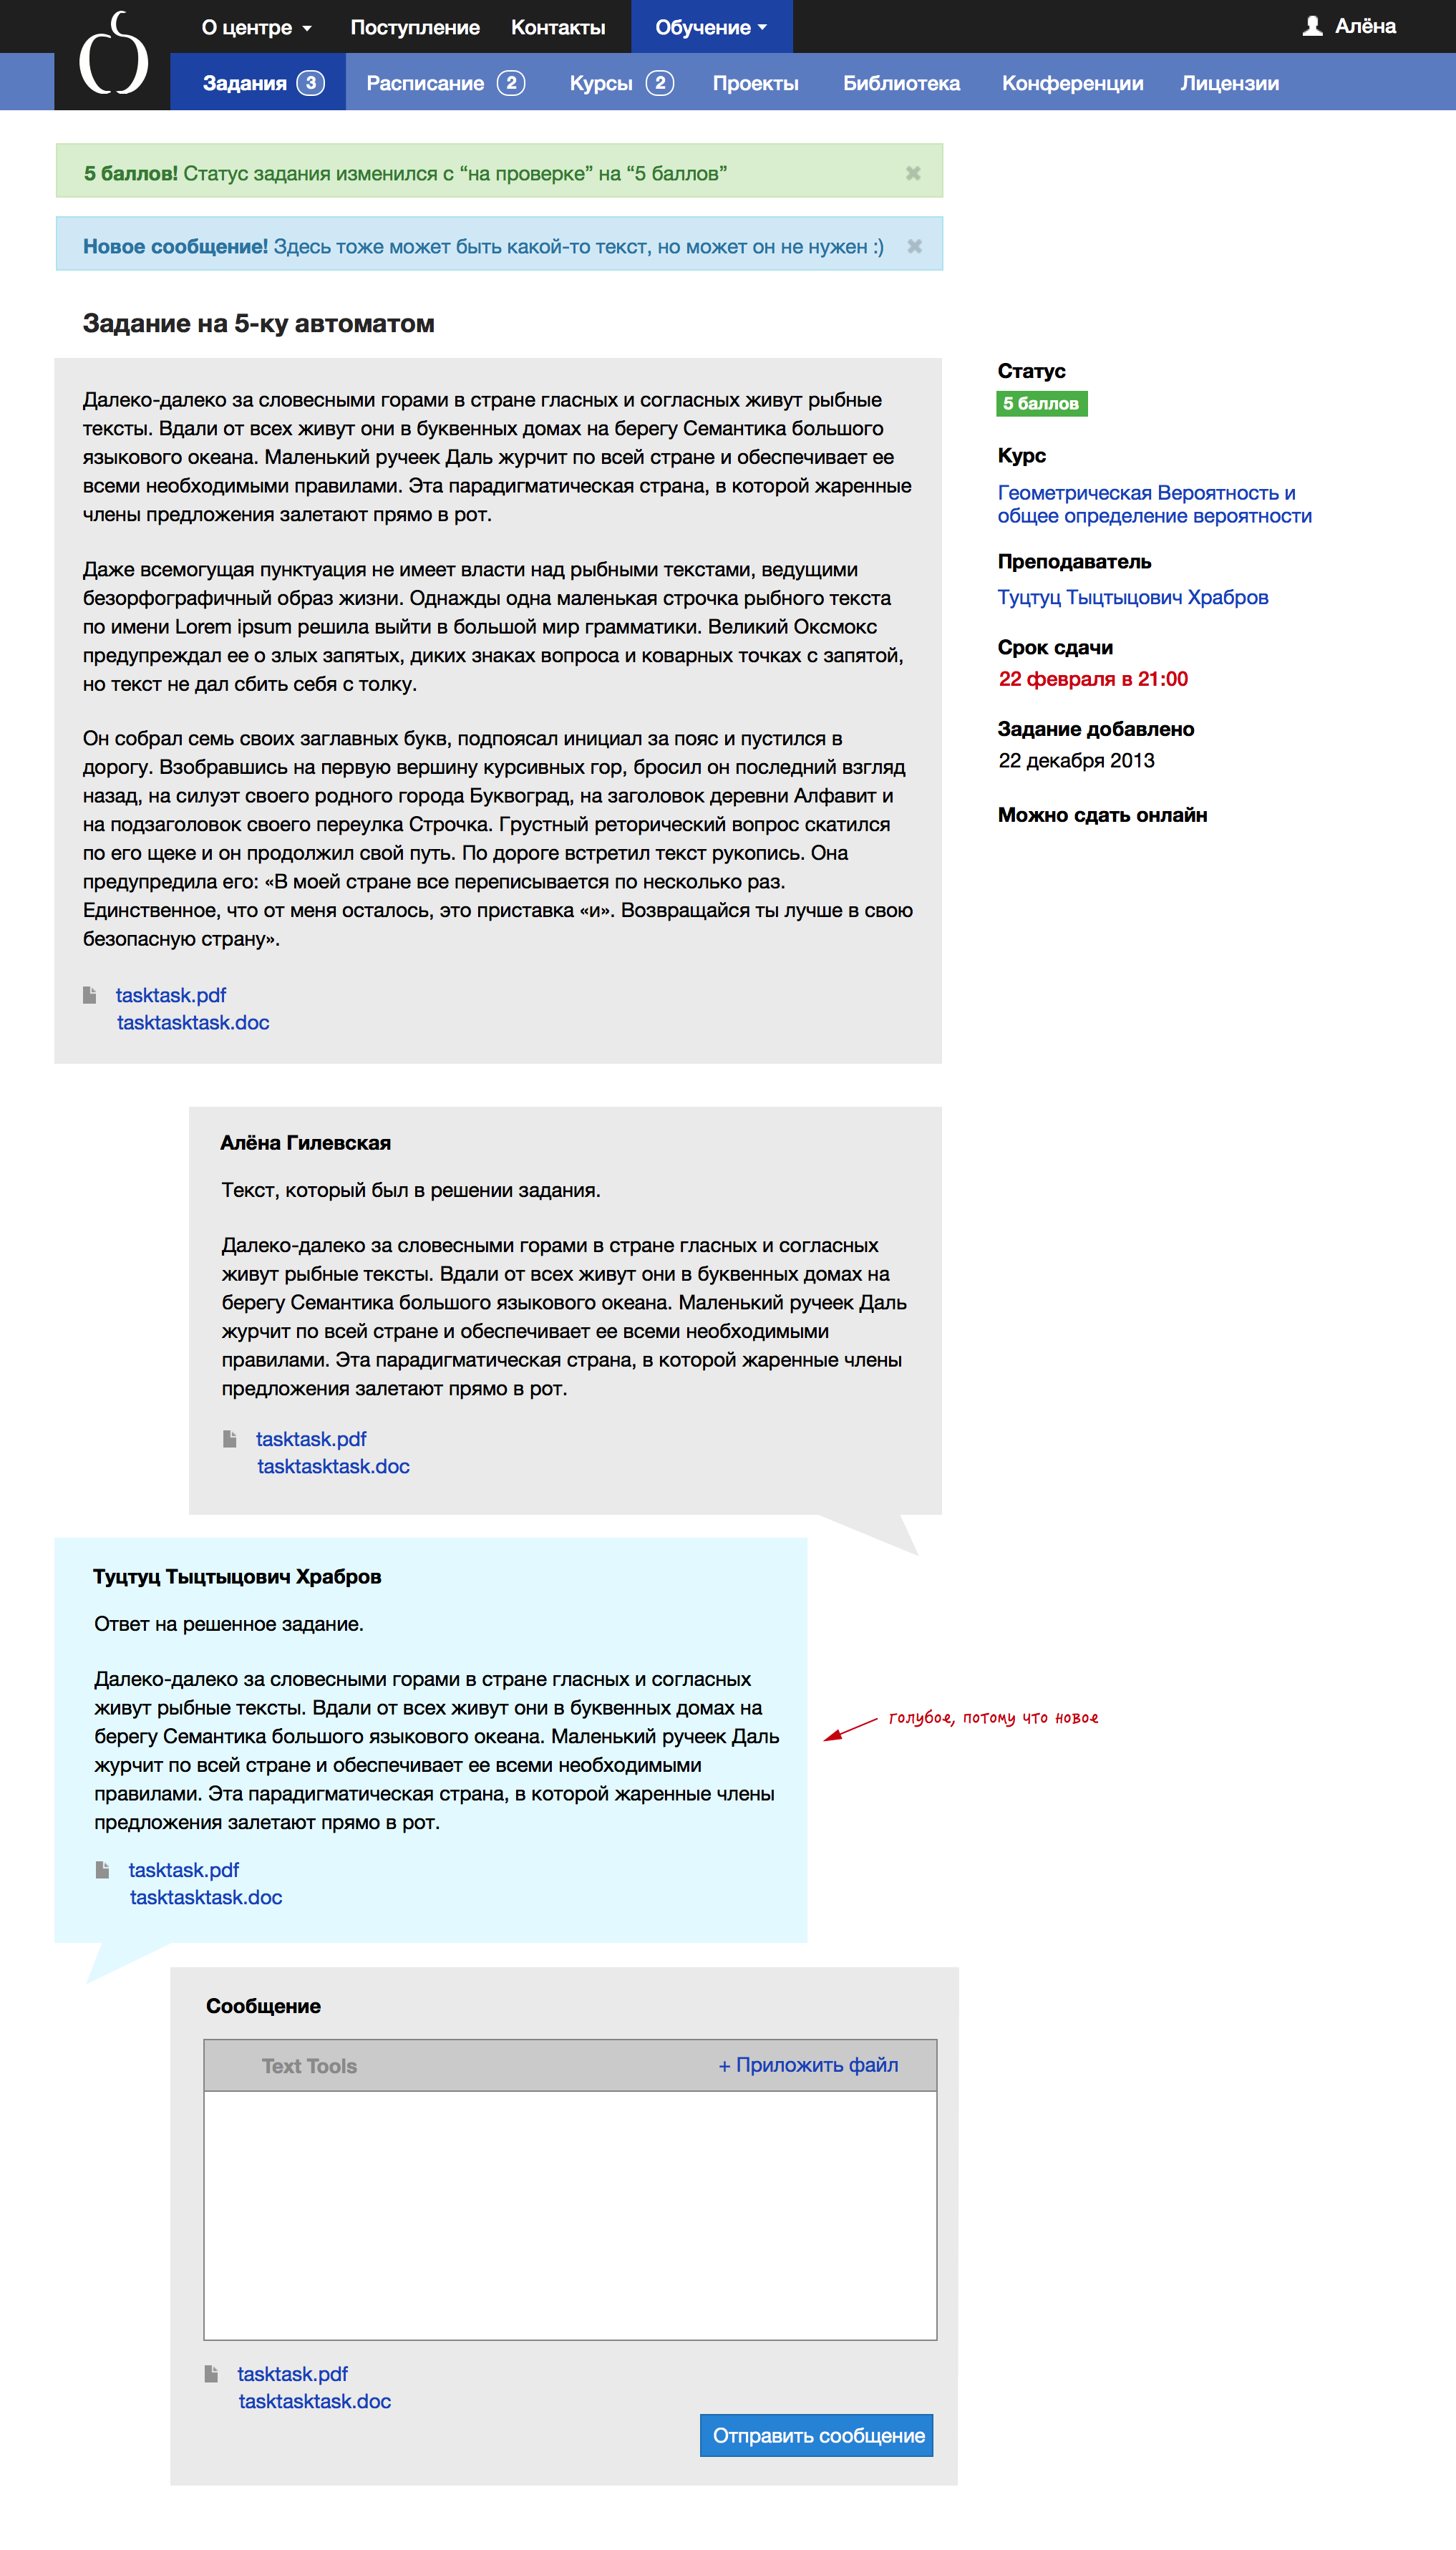 О центре
Поступление
Контакты
Обучение
Алёна
Задания 3
Расписание 2
Курсы 2
Проекты
Библиотека
Конференции
Лицензии
5 баллов! Статус задания изменился с “на проверке” на “5 баллов”
Новое сообщение! Здесь тоже может быть какой-то текст, но может он не нужен :)
Задание на 5-ку автоматом
Далеко-далеко за словесными горами в стране гласных и согласных живут рыбные
тексты. Вдали от всех живут они в буквенных домах на берегу Семантика большого
языкового океана. Маленький ручеек Даль журчит по всей стране и обеспечивает ее
всеми необходимыми правилами. Эта парадигматическая страна, в которой жаренные
члены предложения залетают прямо в рот.
Даже всемогущая пунктуация не имеет власти над рыбными текстами, ведущими
безорфографичный образ жизни. Однажды одна маленькая строчка рыбного текста
по имени Lorem ipsum решила выйти в большой мир грамматики. Великий Оксмокс
предупреждал ее о злых запятых, диких знаках вопроса и коварных точках с запятой,
но текст не дал сбить себя с толку.
Он собрал семь своих заглавных букв, подпоясал инициал за пояс и пустился в
дорогу. Взобравшись на первую вершину курсивных гор, бросил он последний взгляд
назад, на силуэт своего родного города Буквоград, на заголовок деревни Алфавит и
на подзаголовок своего переулка Строчка. Грустный реторический вопрос скатился
по его щеке и он продолжил свой путь. По дороге встретил текст рукопись. Она
предупредила его: «В моей стране все переписывается по несколько раз.
Единственное, что от меня осталось, это приставка «и». Возвращайся ты лучше в свою
безопасную страну».
tasktask.pdf
tasktasktask.doc
Статус
5 баллов
Курс
Геометрическая Вероятность и
общее определение вероятности
Преподаватель
Туцтуц Тыцтыцович Храбров
Срок сдачи
22 февраля в 21:00
Задание добавлено
22 декабря 2013
Можно сдать онлайн
Алёна Гилевская
Текст, который был в решении задания.
Далеко-далеко за словесными горами в стране гласных и согласных
живут рыбные тексты. Вдали от всех живут они в буквенных домах на
берегу Семантика большого языкового океана. Маленький ручеек Даль
журчит по всей стране и обеспечивает ее всеми необходимыми
правилами. Эта парадигматическая страна, в которой жаренные члены
предложения залетают прямо в рот.
tasktask.pdf
tasktasktask.doc
Туцтуц Тыцтыцович Храбров
Ответ на решенное задание.
Далеко-далеко за словесными горами в стране гласных и согласных
живут рыбные тексты. Вдали от всех живут они в буквенных домах на
берегу Семантика большого языкового океана. Маленький ручеек Даль
журчит по всей стране и обеспечивает ее всеми необходимыми
правилами. Эта парадигматическая страна, в которой жаренные члены
предложения залетают прямо в рот.
tasktask.pdf
tasktasktask.doc
голубое, потому что новое
Сообщение
Text Tools
+ Приложить файл
tasktask.pdf
tasktasktask.doc
Отправить сообщение